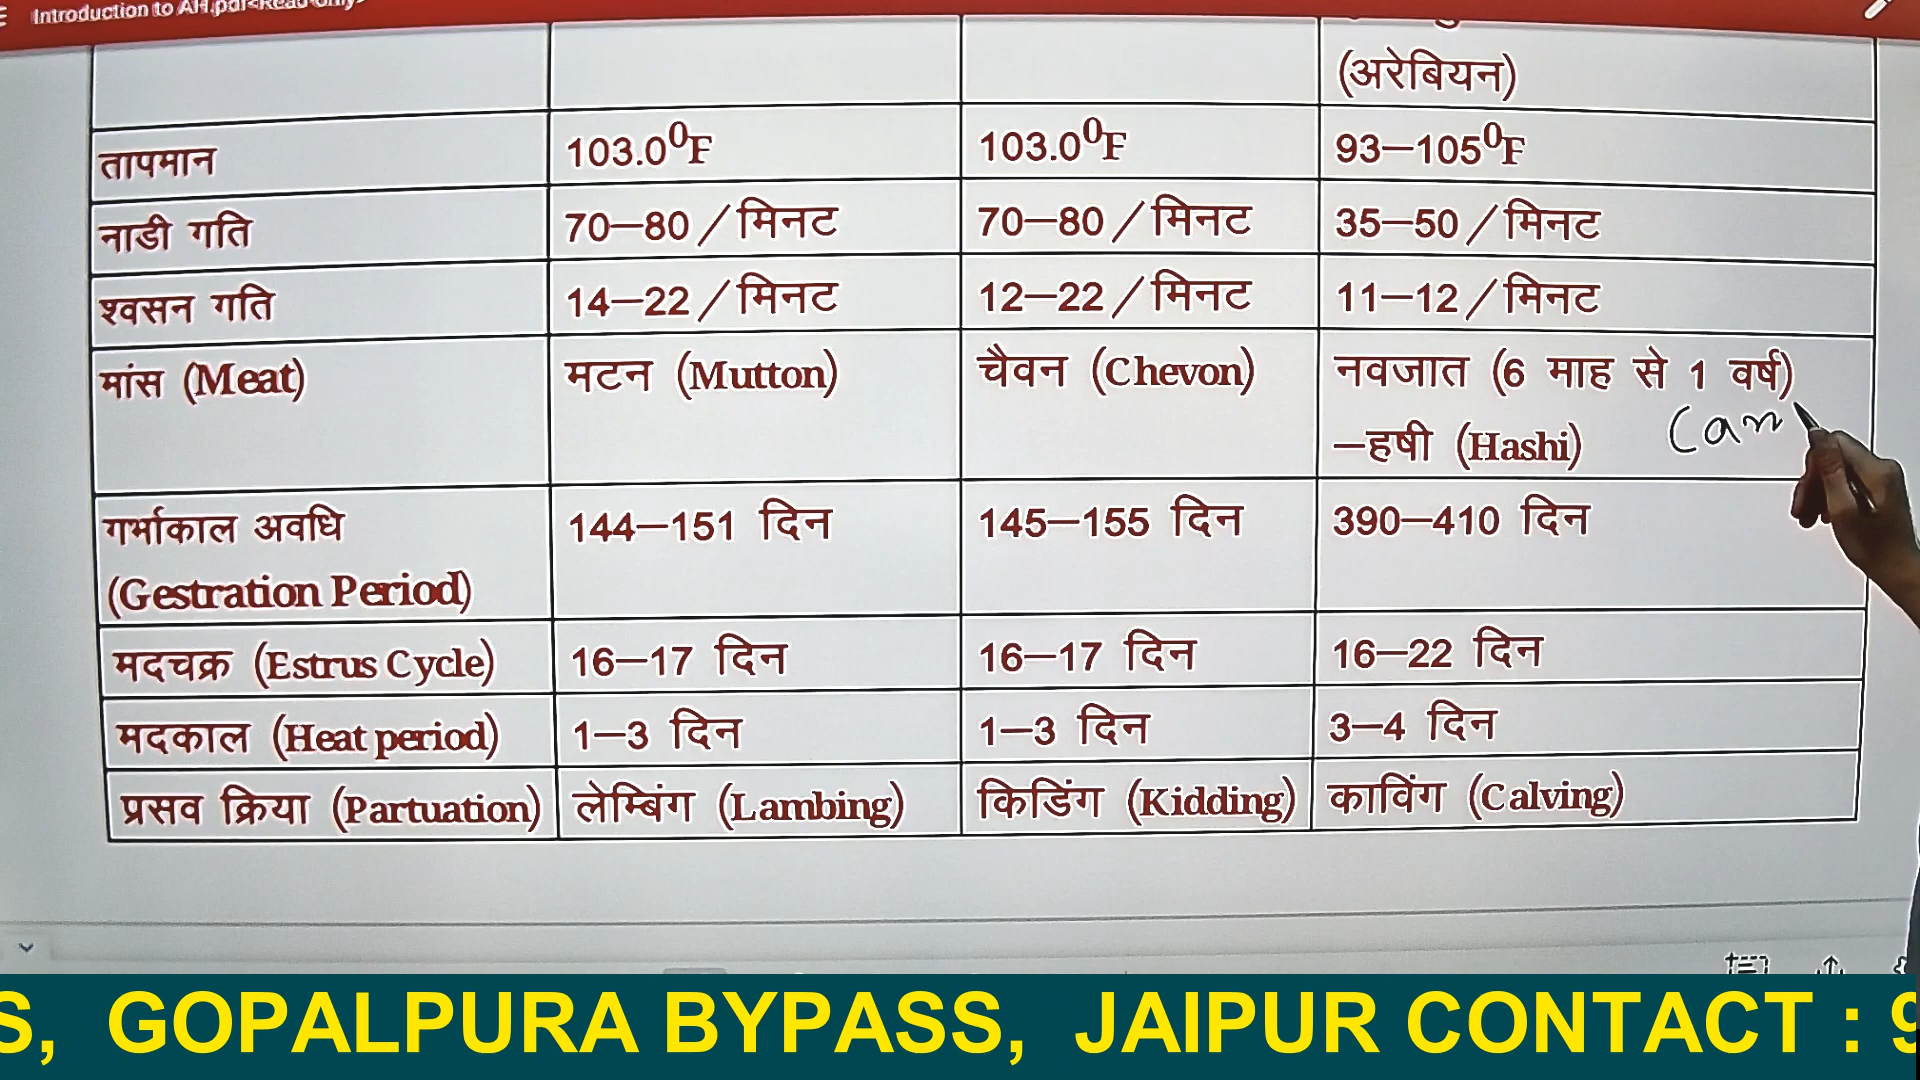 Introduction to AH.pdf<Read-only>
(अरेबियन)
तापमान 103.0⁰F 103.0⁰F 93–105⁰F
नाडी गति 70–80/मिनट 70–80/मिनट 35–50/मिनट
श्वसन गति 14–22/मिनट 12–22/मिनट 11–12/मिनट
मांस (Meat) मटन (Mutton) चैवन (Chevon) नवजात (6 माह से 1 वर्ष)
–हषी (Hashi) Cam
गर्भाकाल अवधि 144–151 दिन 145–155 दिन 390–410 दिन
(Gestration Period)
मदचक्र (Estrus Cycle) 16–17 दिन 16–17 दिन 16–22 दिन
मदकाल (Heat period) 1–3 दिन 1–3 दिन 3–4 दिन
प्रसव क्रिया (Partuation) लेम्बिंग (Lambing) किडिंग (Kidding) काविंग (Calving)
S, GOPALPURA BYPASS, JAIPUR CONTACT : 9